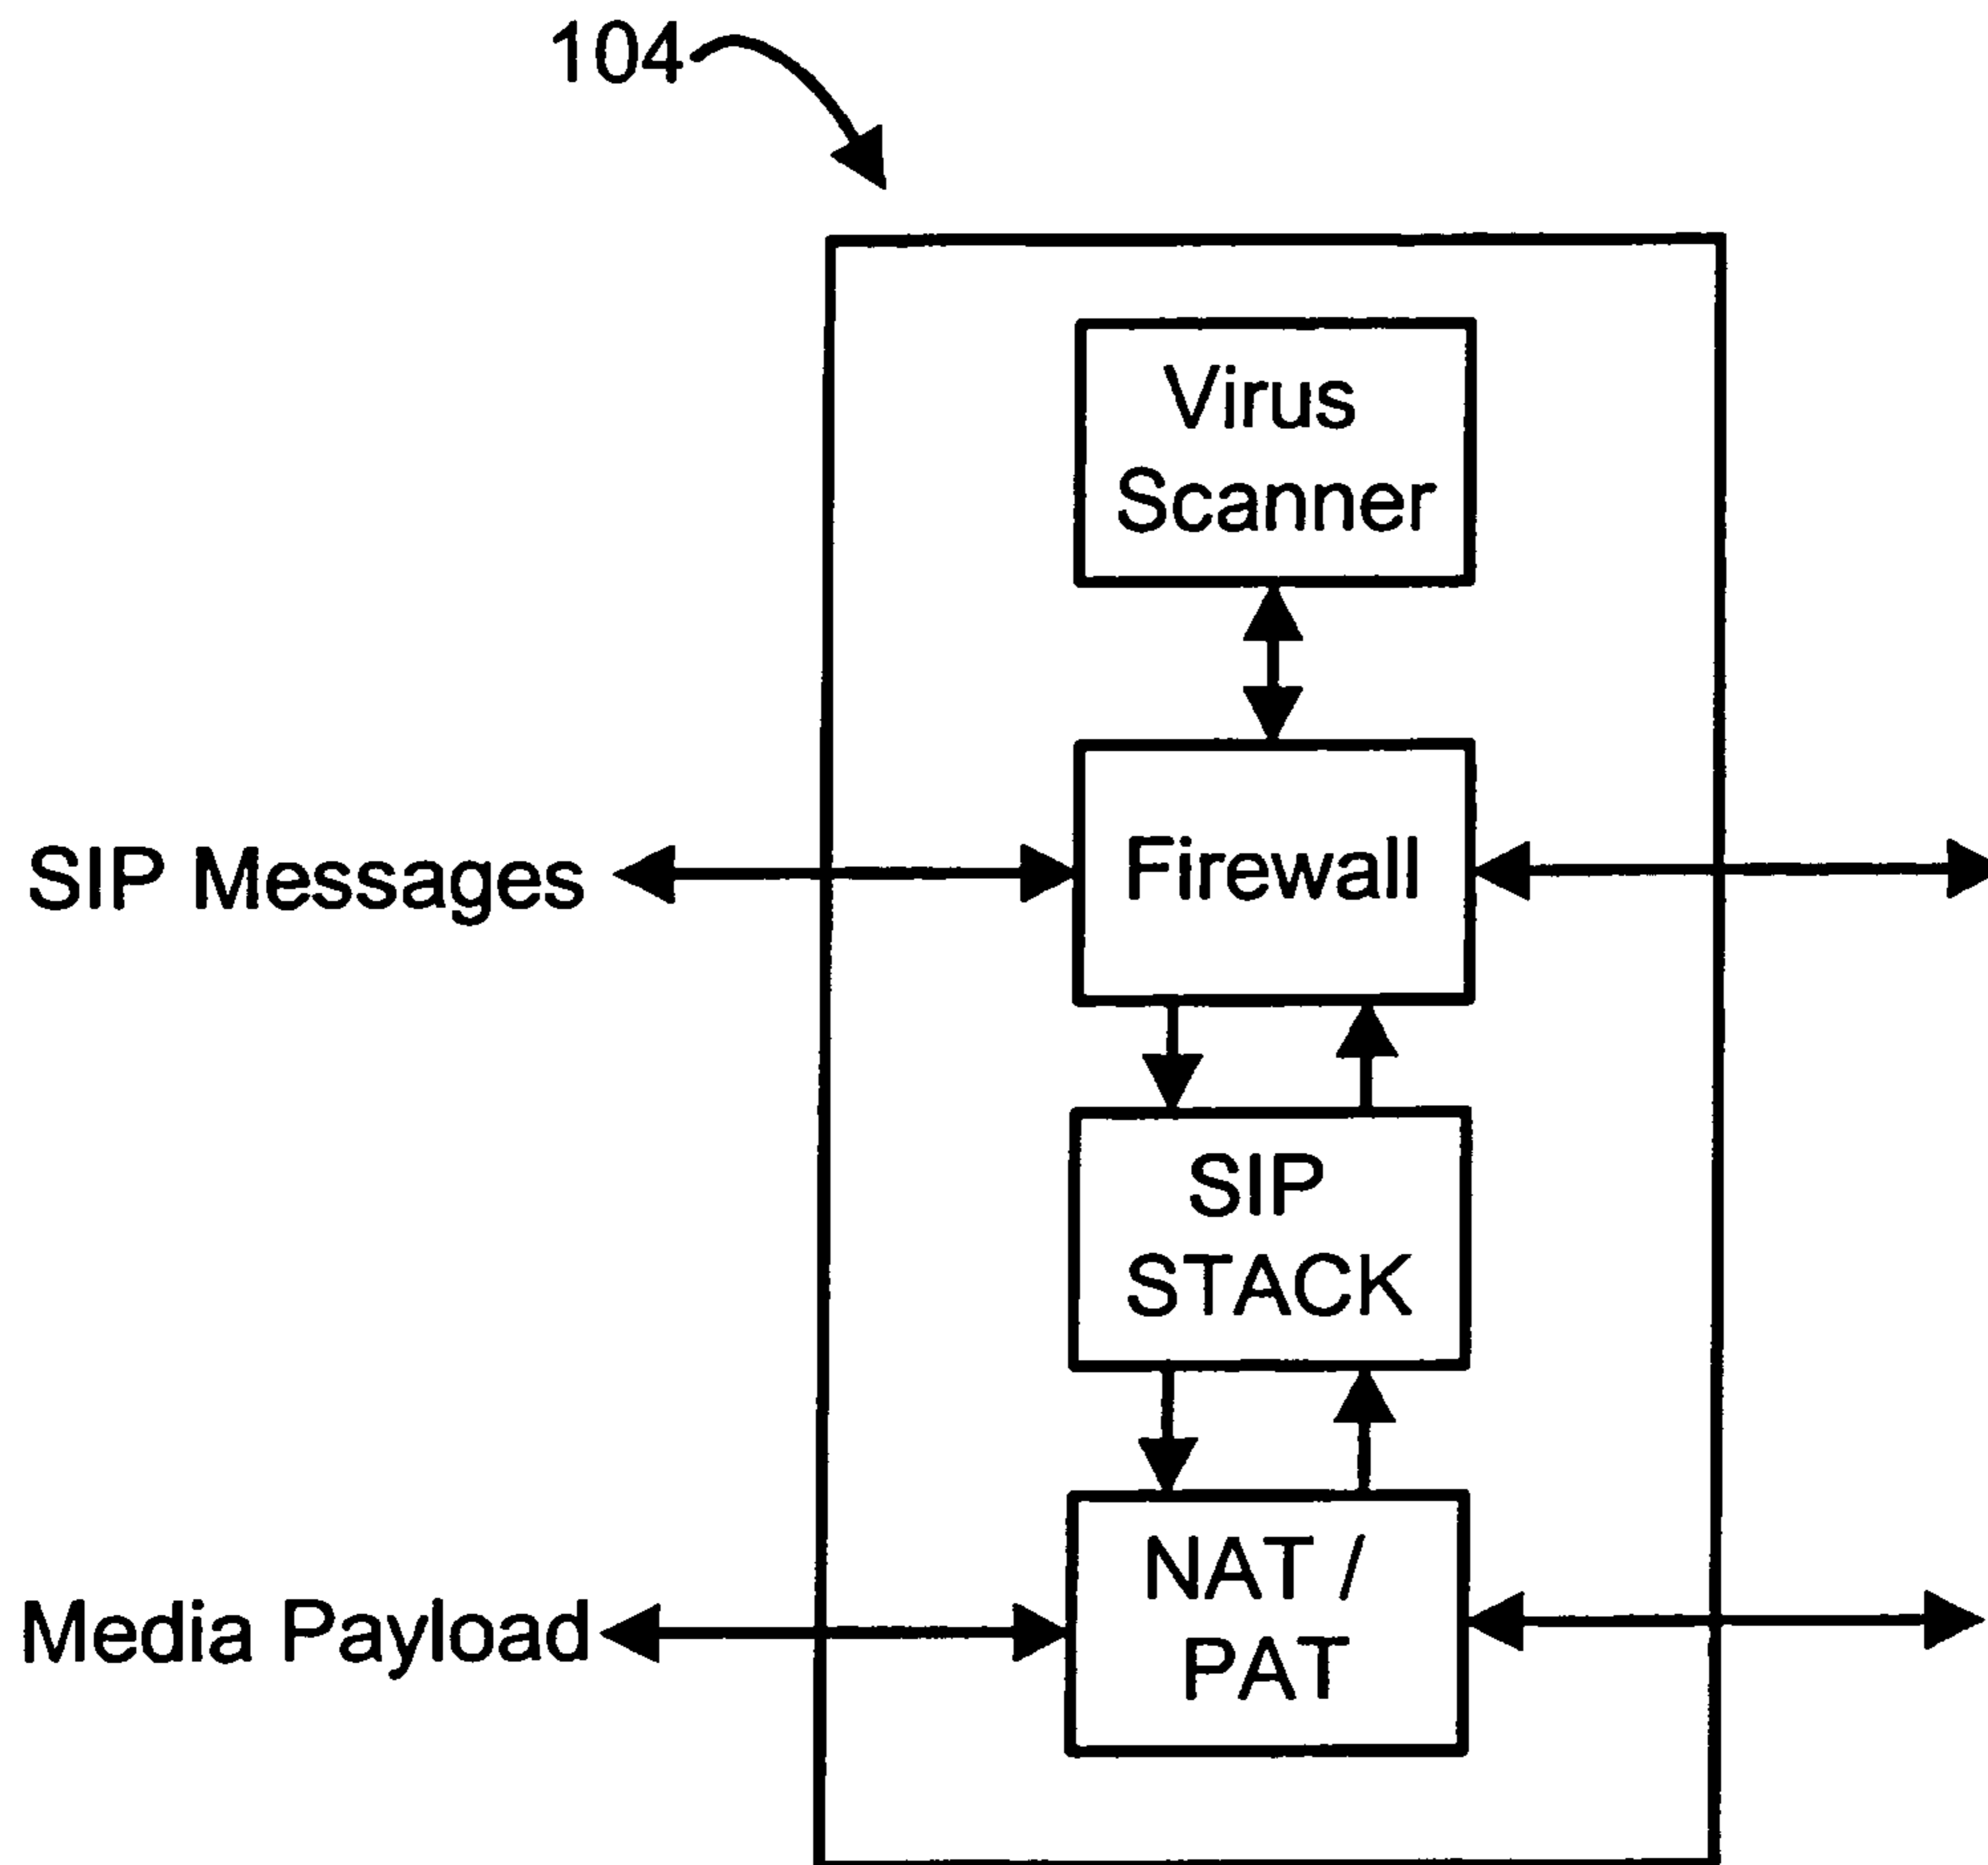 104
Virus
Scanner
SIP Messages
Firewall
SIP
STACK
Media Payload
NAT /
PAT